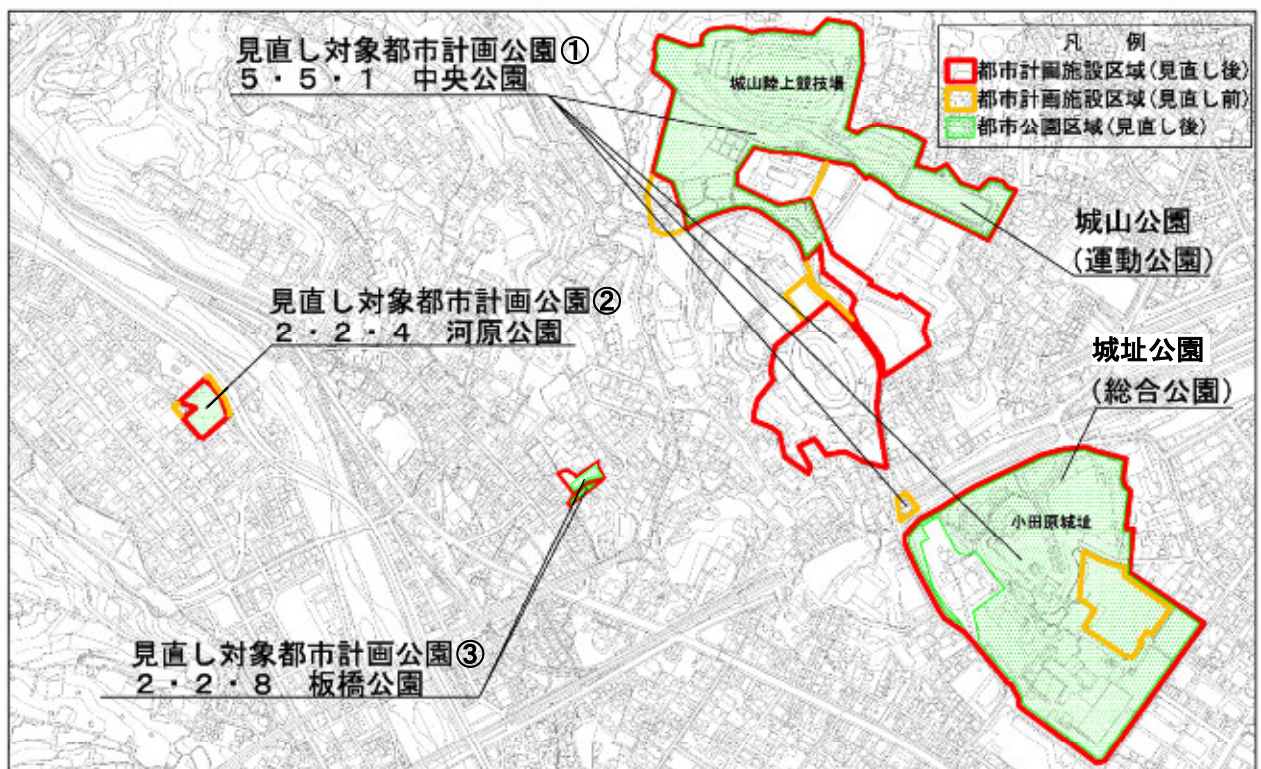 見直し対象都市計画公園①
5・5・1 中央公園
城山陸上競技場
凡 例
都市計画施設区域(見直し後)
都市計画施設区域(見直し前)
都市公園区域(見直し後)
城山公園
(運動公園)
見直し対象都市計画公園②
2・2・4 河原公園
城址公園
(総合公園)
小田原城址
見直し対象都市計画公園③
2・2・8 板橋公園